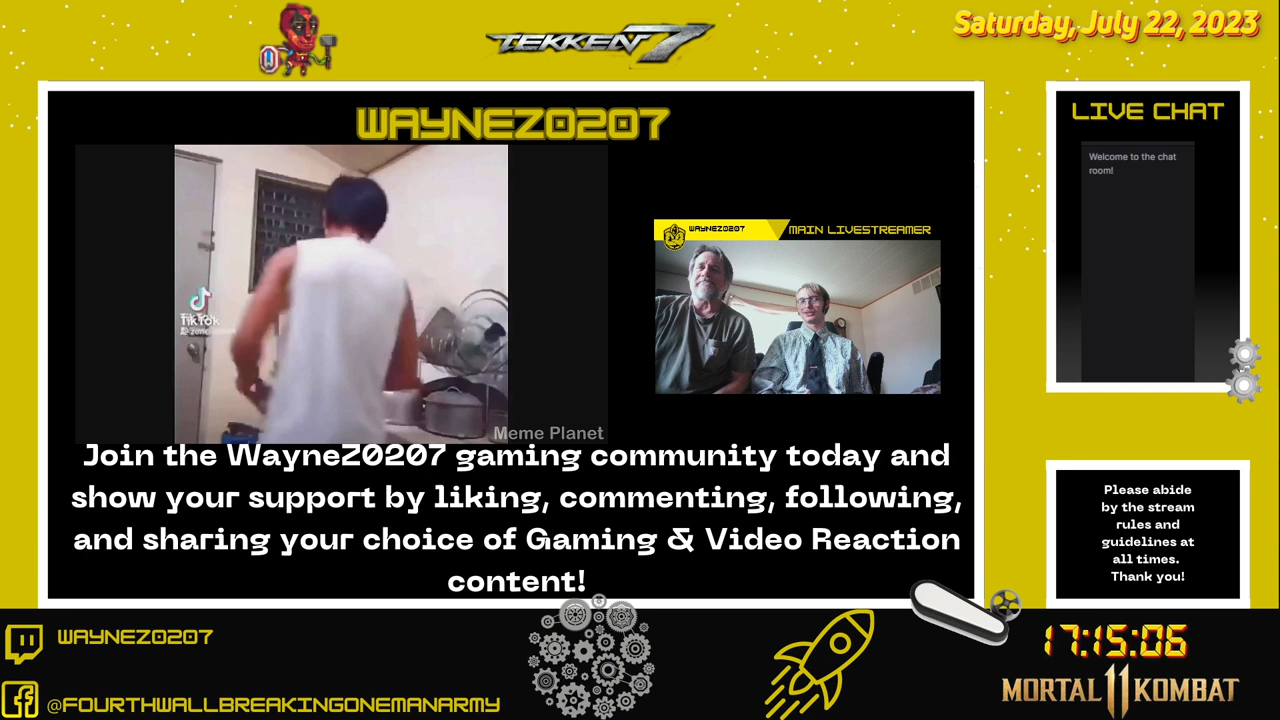 Saturday, July 22, 2023
TEKKEN 7
WAYNEZ0207
LIVE CHAT
Welcome to the chat
room!
WAYNEZ0207
MAIN LIVESTREAMER
TikTok
Meme Planet
Join the WayneZ0207 gaming community today and
show your support by liking, commenting, following,
and sharing your choice of Gaming & Video Reaction
content!
Please abide
by the stream
rules and
guidelines at
all times.
Thank you!
WAYNEZ0207
@FOURTHWALLBREAKINGONEMANARMY
17:15:06
MORTAL 11 KOMBAT